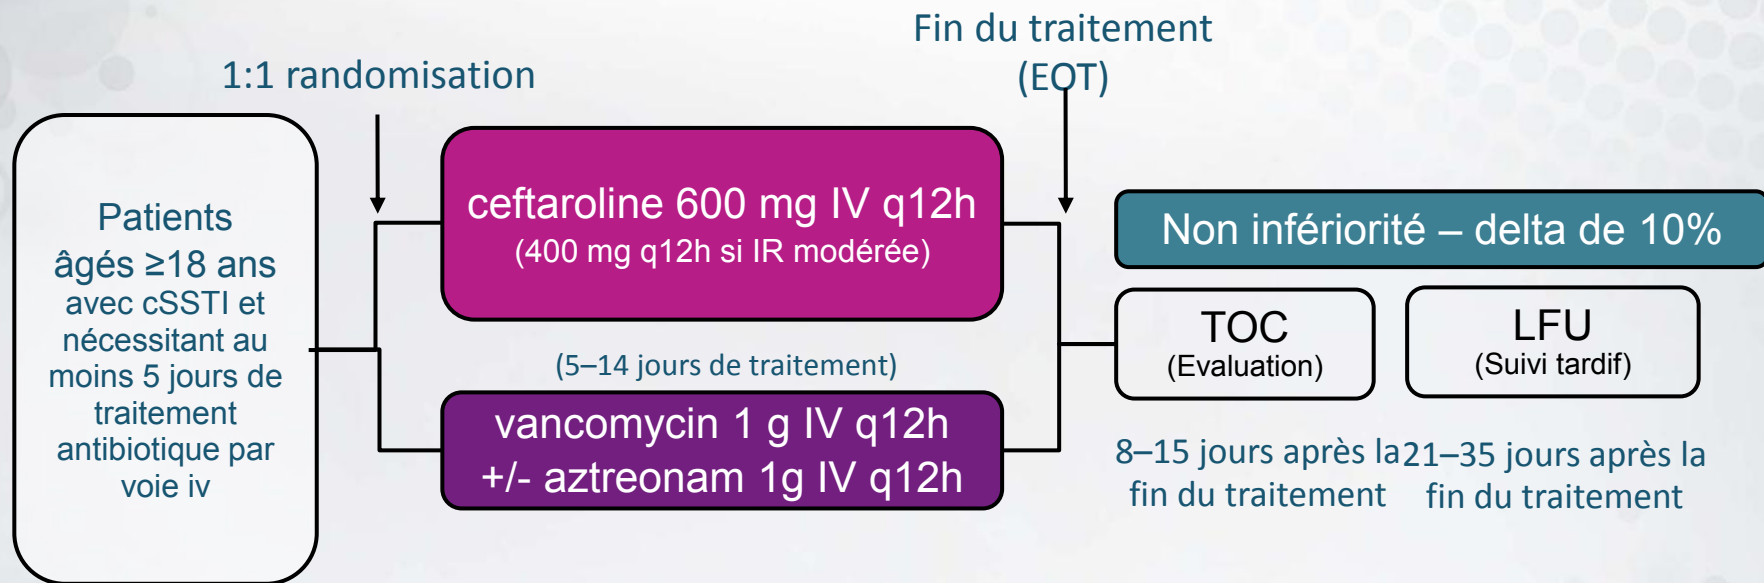 1:1 randomisation
Fin du traitement
(EOT)
Patients
âgés ≥18 ans
avec cSSTI et
nécessitant au
moins 5 jours de
traitement
antibiotique par
voie iv
ceftaroline 600 mg IV q12h
(400 mg q12h si IR modérée)
(5–14 jours de traitement)
vancomycin 1 g IV q12h
+/- aztreonam 1g IV q12h
Non infériorité – delta de 10%
TOC
(Evaluation)
LFU
(Suivi tardif)
8–15 jours après la
fin du traitement
21–35 jours après la
fin du traitement